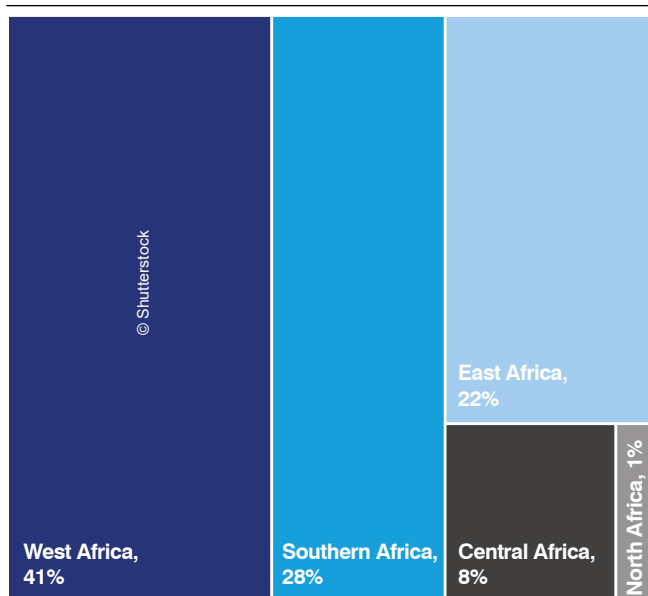 © Shutterstock
West Africa,
41%
Southern Africa,
28%
East Africa,
22%
Central Africa,
8%
North Africa, 1%